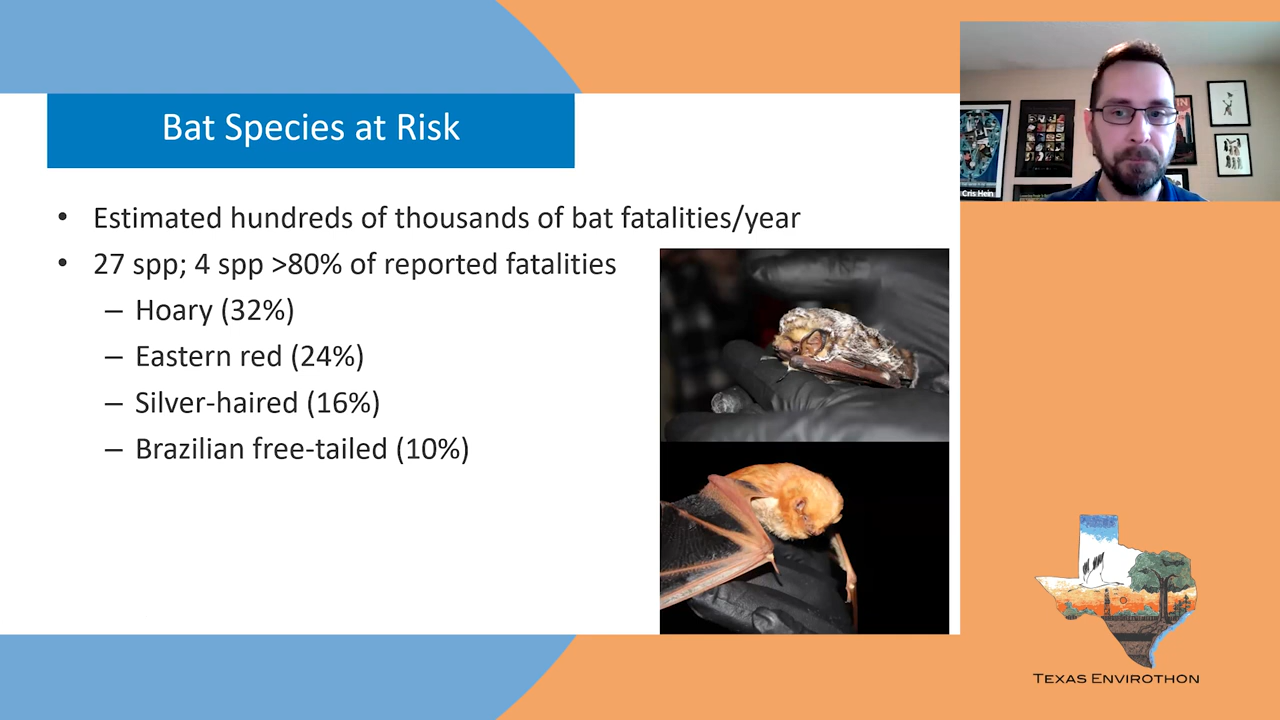 Bat Species at Risk
• Estimated hundreds of thousands of bat fatalities/year
• 27 spp; 4 spp >80% of reported fatalities
– Hoary (32%)
– Eastern red (24%)
– Silver-haired (16%)
– Brazilian free-tailed (10%)
Cris Hein
TEXAS ENVIROTHON